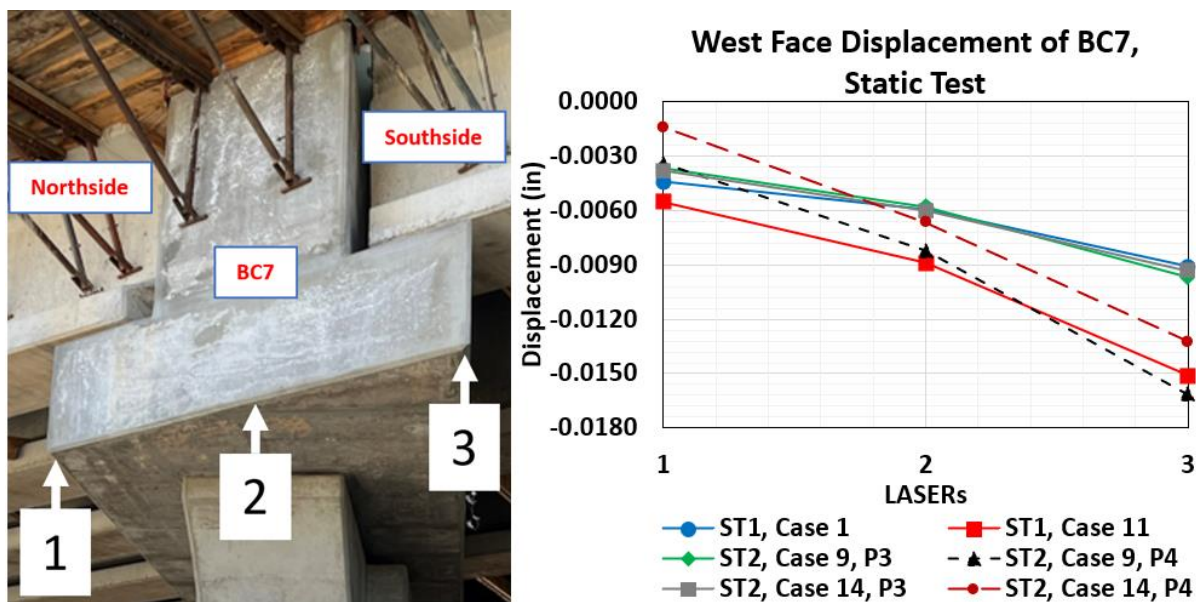 Northside
Southside
BC7
1
2
3
West Face Displacement of BC7,
Static Test
Displacement (in)
0.0000
-0.0030
-0.0060
-0.0090
-0.0120
-0.0150
-0.0180
1 2 3
LASERs
ST1, Case 1 ST1, Case 11
ST2, Case 9, P3 ST2, Case 9, P4
ST2, Case 14, P3 ST2, Case 14, P4